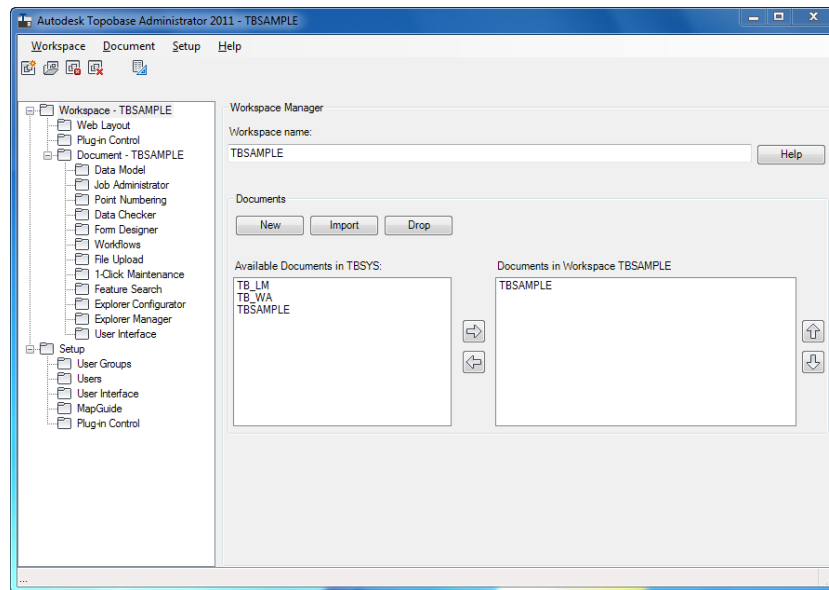 Autodesk Topobase Administrator 2011 - TBSAMPLE
Workspace Document Setup Help
Workspace - TBSAMPLE
Web Layout
Plug-in Control
Document - TBSAMPLE
Data Model
Job Administrator
Point Numbering
Data Checker
Form Designer
Workflows
File Upload
1-Click Maintenance
Feature Search
Explorer Configurator
Explorer Manager
User Interface
Setup
User Groups
Users
User Interface
MapGuide
Plug-in Control
Workspace Manager
Workspace name:
TBSAMPLE
Help
Documents
New Import Drop
Available Documents in TBSYS:
TB_LM
TB_WA
TBSAMPLE
Documents in Workspace TBSAMPLE
TBSAMPLE
...